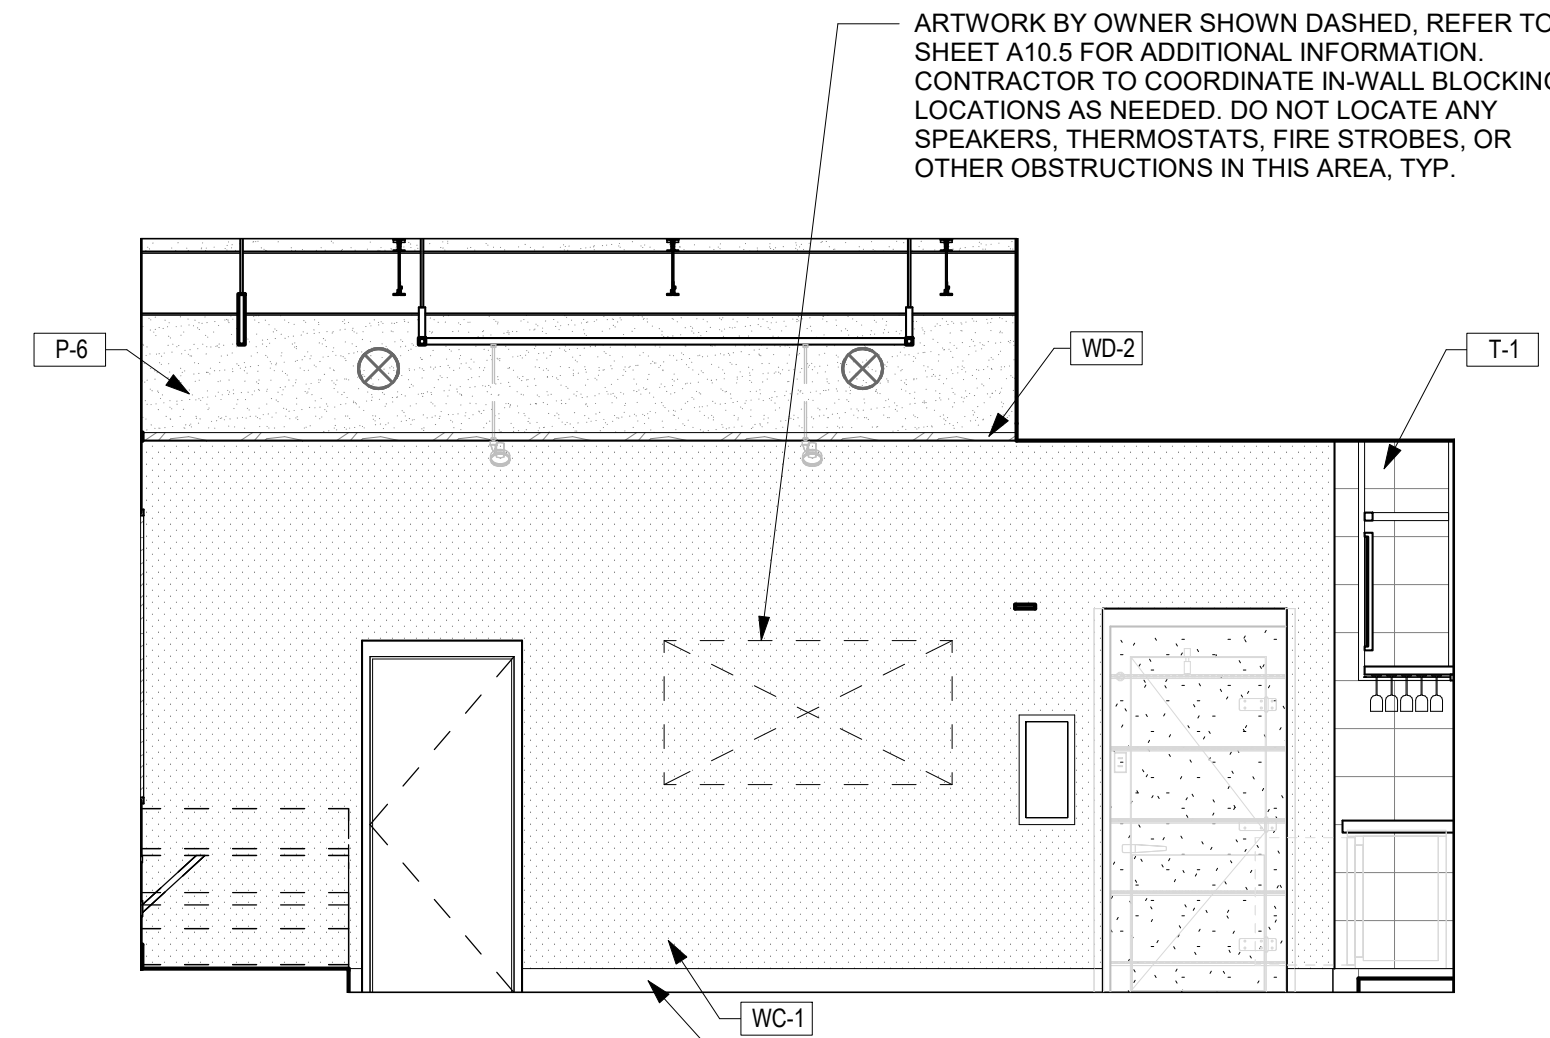 ARTWORK BY OWNER SHOWN DASHED, REFER TO
SHEET A10.5 FOR ADDITIONAL INFORMATION.
CONTRACTOR TO COORDINATE IN-WALL BLOCKING
LOCATIONS AS NEEDED. DO NOT LOCATE ANY
SPEAKERS, THERMOSTATS, FIRE STROBES, OR
OTHER OBSTRUCTIONS IN THIS AREA, TYP.
P-6
WD-2
T-1
WC-1